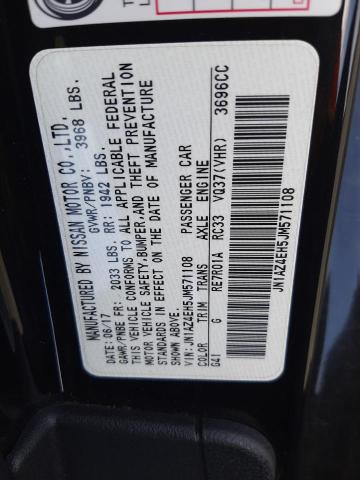 MANUFACTURED BY NISSAN MOTOR CO.,LTD.
DATE: 06/17 GVWR/PNBV: 3968 LBS.
GAWR/PNBE FR: 2033 LBS. RR: 1942 LBS.
THIS VEHICLE CONFORMS TO ALL APPLICABLE FEDERAL
MOTOR VEHICLE SAFETY,BUMPER,AND THEFT PREVENTION
STANDARDS IN EFFECT ON THE DATE OF MANUFACTURE
SHOWN ABOVE.
VIN:JN1AZ4EH5JM571108 PASSENGER CAR
COLOR TRIM TRANS AXLE ENGINE
G41 G RE7R01A RC33 VQ37(VHR) 3696CC
JN1AZ4EH5JM571108